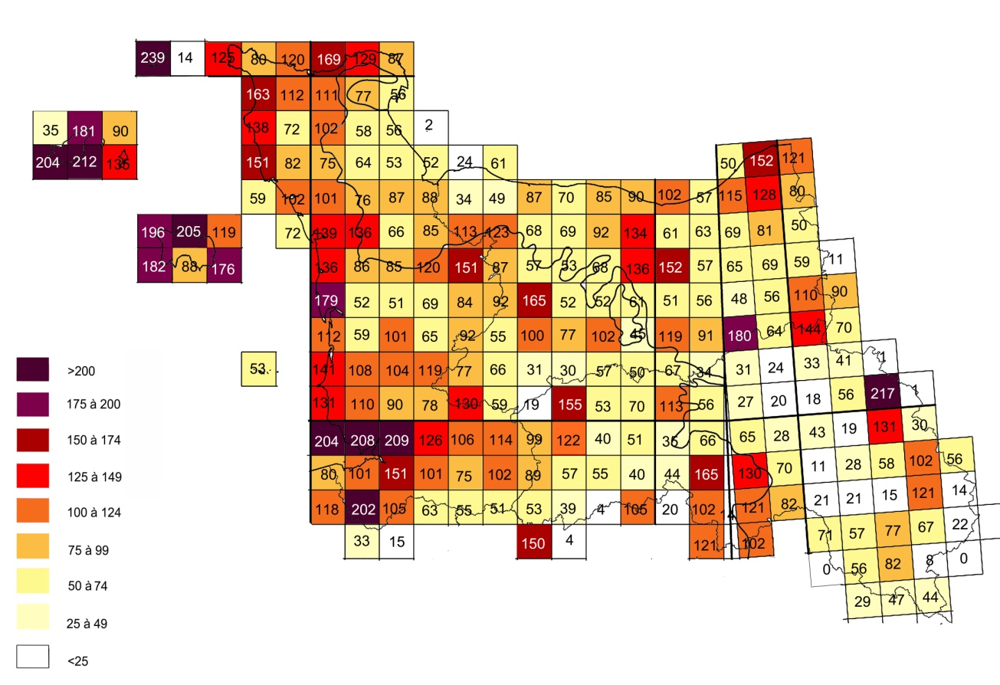 239 14 125 80 120 169 129 87
163 112 111 77 56
138 72 102 58 56 2
35 181 90
151 82 75 64 53 52 24 61 50 152 121
204 212 135
59 102 101 76 87 88 34 49 87 70 85 90 102 57 115 128 80
196 205 119 72 139 136 66 85 113 123 68 69 92 134 61 63 69 81 50
182 88 176 136 86 85 120 151 87 57 53 68 136 152 57 65 69 59 11
179 52 51 69 84 92 165 52 52 61 51 56 48 56 110 90
112 59 101 65 92 55 100 77 102 45 119 91 180 64 144 70
53 141 108 104 119 77 66 31 30 57 50 67 34 31 24 33 41 1
131 110 90 78 130 59 19 155 53 70 113 56 27 20 18 56 217 1
204 208 209 126 106 114 99 122 40 51 35 66 65 28 43 19 131 30
80 101 151 101 75 102 89 57 55 40 44 165 130 70 11 28 58 102 56
118 202 105 63 55 51 53 39 4 105 20 102 14 121 82 21 21 15 121 14
33 15 150 4 121 102 71 57 77 67 22
0 56 82 8 0
29 47 44
>200
175 à 200
150 à 174
125 à 149
100 à 124
75 à 99
50 à 74
25 à 49
<25